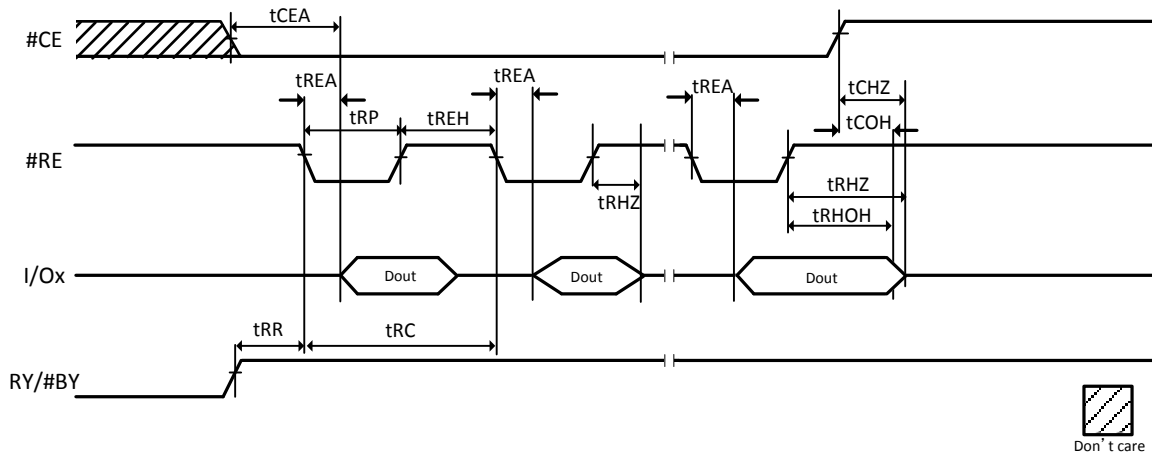 tCEA
#CE
tREA
tREA
tREA
tCHZ
tRP
tREH
tCOH
#RE
tRHZ
tRHZ
tRHOH
I/Ox
Dout
Dout
Dout
tRR
tRC
RY/#BY
Don’t care